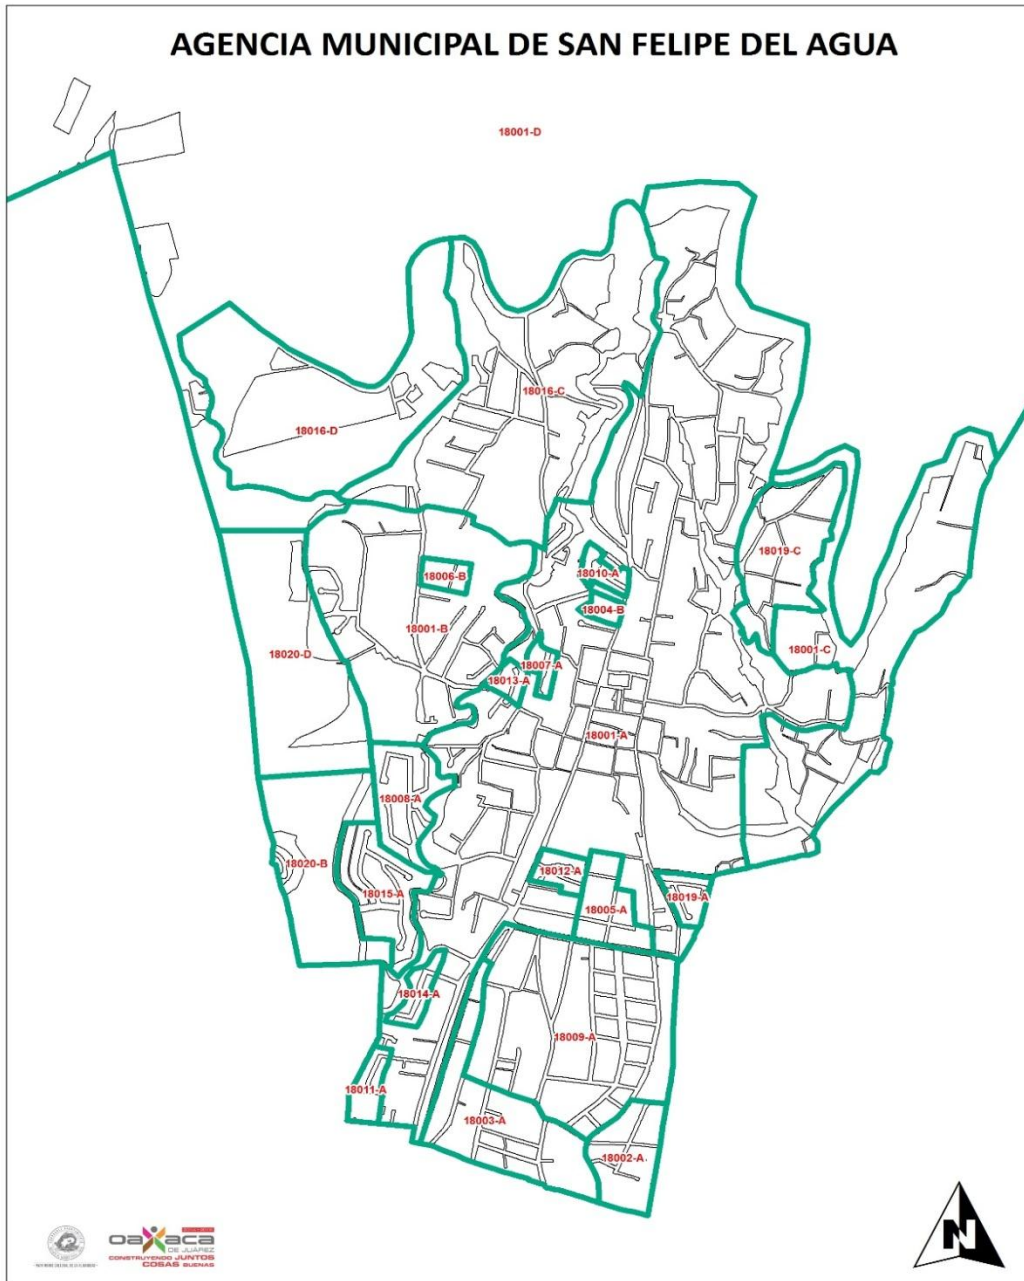 AGENCIA MUNICIPAL DE SAN FELIPE DEL AGUA
18001-D
18016-C
18016-D
18019-C
18010-A
18006-B
18004-B
18001-B
18001-C
18020-D
18007-A
18013-A
18001-A
18008-A
18020-B
18012-A
18015-A
18019-A
18005-A
18014-A
18009-A
18011-A
18003-A
18002-A
oaxaca
DE JUÁREZ
CONSTRUYENDO JUNTOS
COSAS BUENAS
N